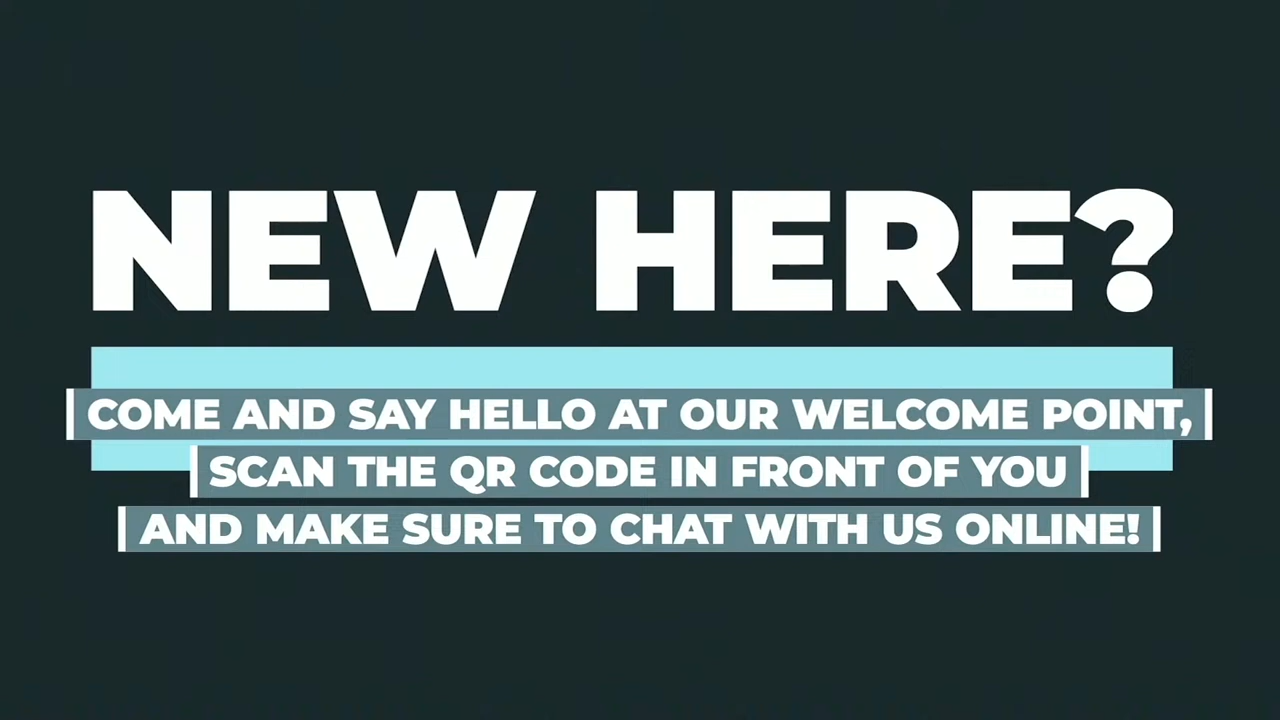 NEW HERE?
COME AND SAY HELLO AT OUR WELCOME POINT,
SCAN THE QR CODE IN FRONT OF YOU
AND MAKE SURE TO CHAT WITH US ONLINE!